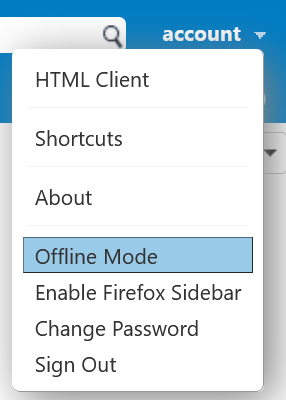 account
HTML Client
Shortcuts
About
Offline Mode
Enable Firefox Sidebar
Change Password
Sign Out